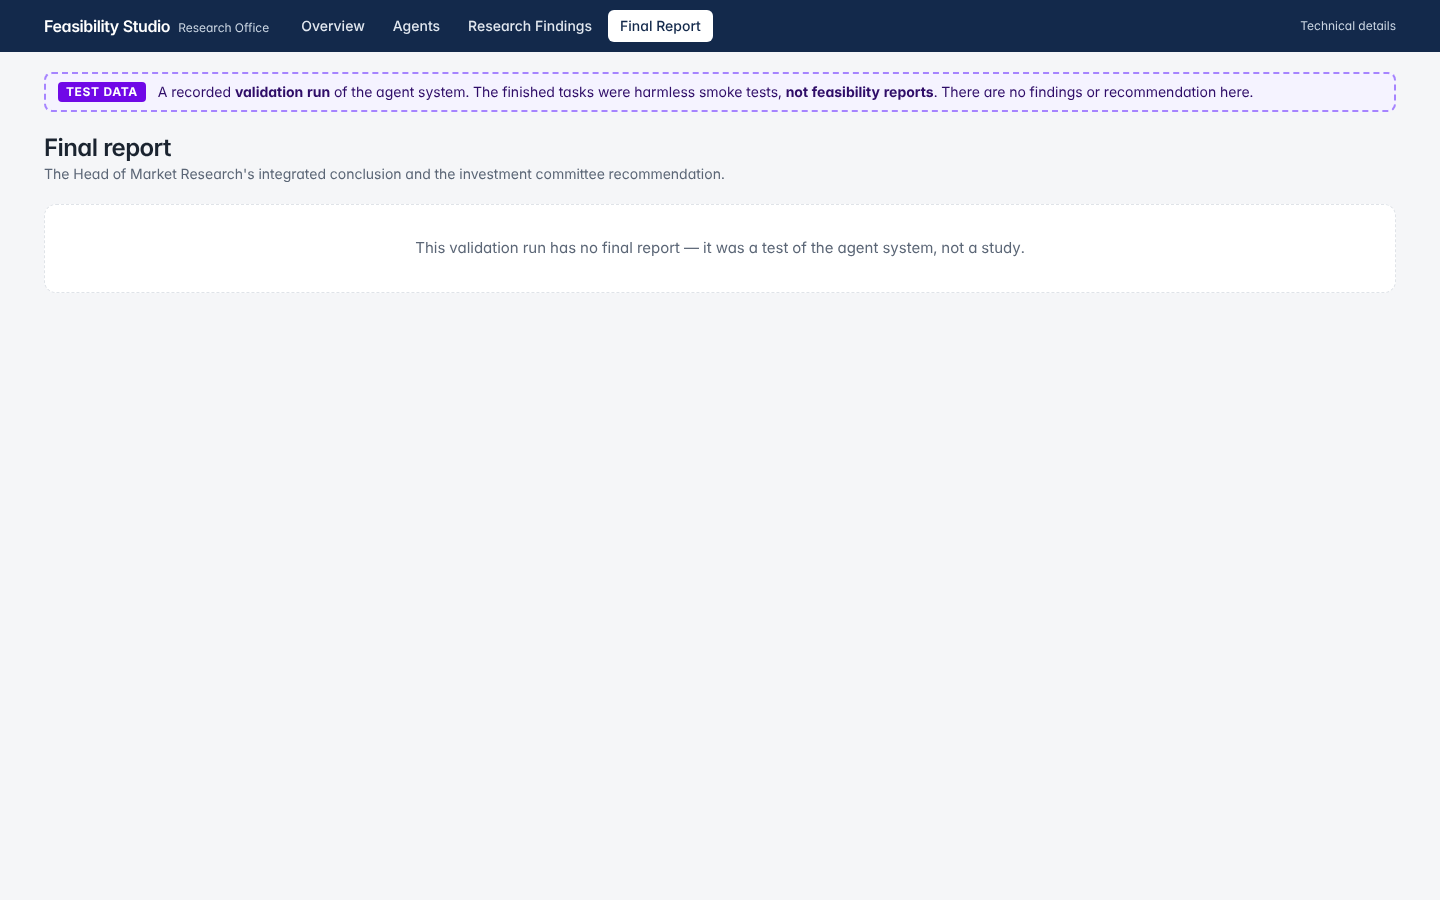 Feasibility Studio Research Office Overview Agents Research Findings Final Report Technical details
TEST DATA A recorded validation run of the agent system. The finished tasks were harmless smoke tests, not feasibility reports. There are no findings or recommendation here.
Final report
The Head of Market Research's integrated conclusion and the investment committee recommendation.
This validation run has no final report — it was a test of the agent system, not a study.